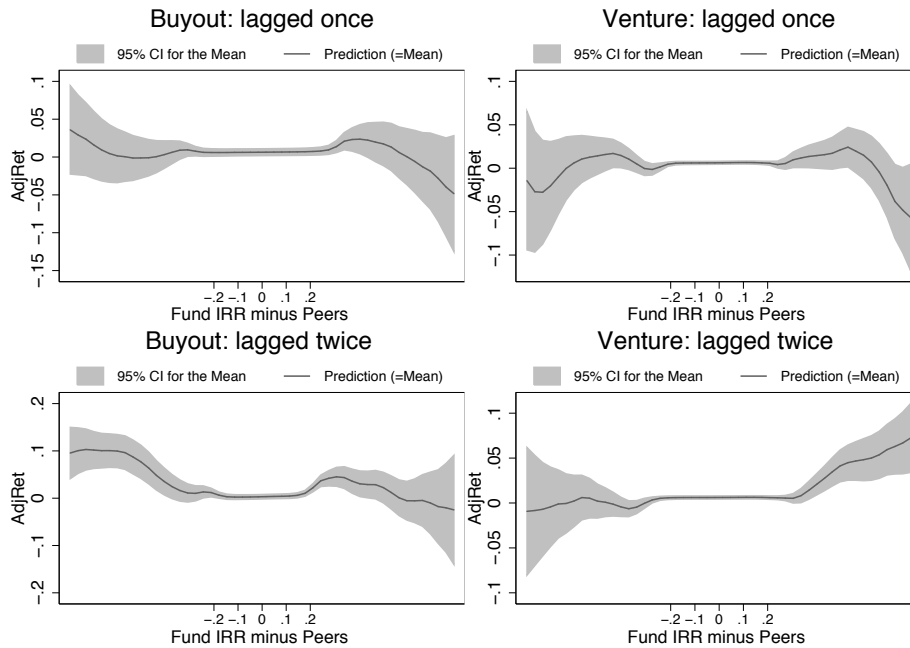 Buyout: lagged once
95% CI for the Mean
Prediction (=Mean)
AdjRet
.1
.05
0
-.05
-.1
-.15
-.2 -.1 0 .1 .2
Fund IRR minus Peers
Venture: lagged once
95% CI for the Mean
Prediction (=Mean)
AdjRet
.1
.05
0
-.05
-.1
-.2 -.1 0 .1 .2
Fund IRR minus Peers
Buyout: lagged twice
95% CI for the Mean
Prediction (=Mean)
AdjRet
.2
.1
0
-.1
-.2
-.2 -.1 0 .1 .2
Fund IRR minus Peers
Venture: lagged twice
95% CI for the Mean
Prediction (=Mean)
AdjRet
.1
.05
0
-.05
-.1
-.2 -.1 0 .1 .2
Fund IRR minus Peers